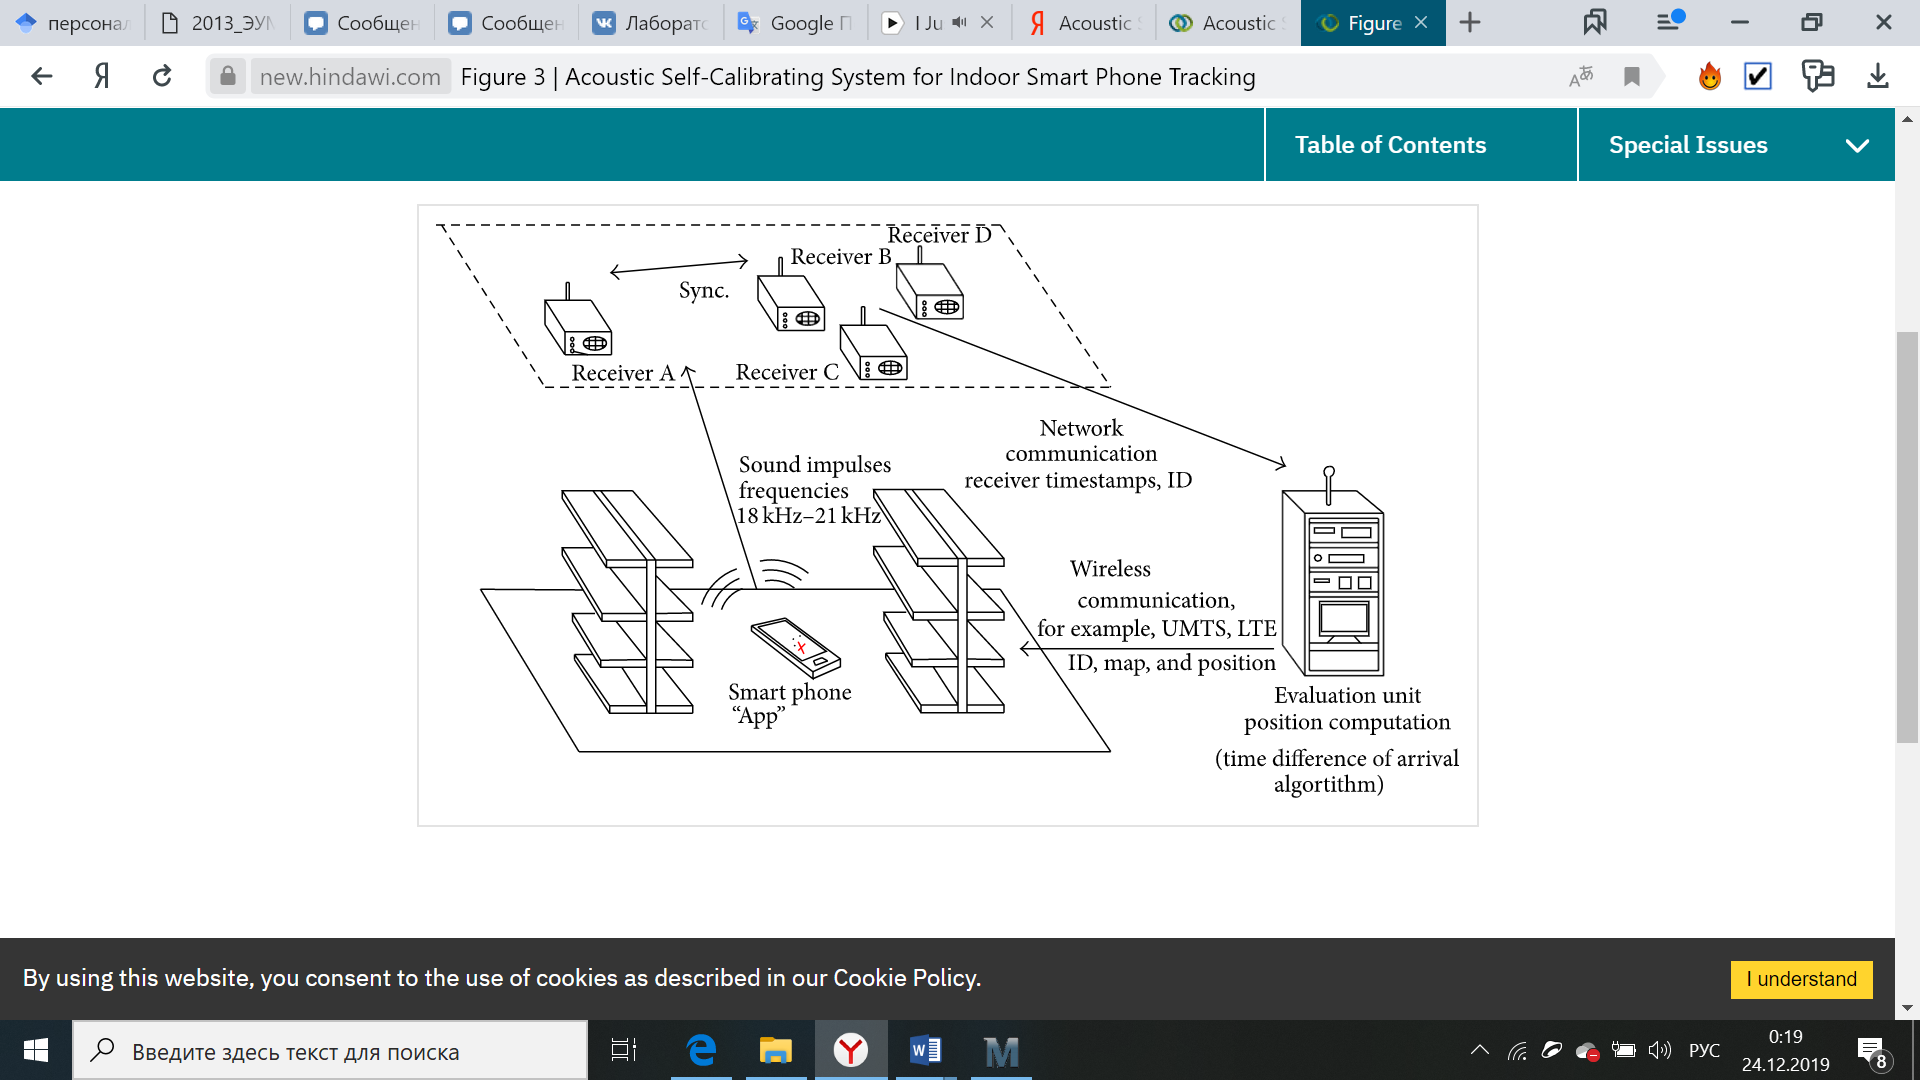 персонал
2013_ЭУМ
Сообщен
Сообщен
Лаборато
Google П
I Ju
Acoustic S
Acoustic S
Figure
new.hindawi.com Figure 3 | Acoustic Self-Calibrating System for Indoor Smart Phone Tracking
Table of Contents
Special Issues
Receiver D
Receiver B
Sync.
Receiver A
Receiver C
Network
communication
receiver timestamps, ID
Sound impulses
frequencies
18 kHz–21 kHz
Wireless
communication,
for example, UMTS, LTE
ID, map, and position
Smart phone
“App”
Evaluation unit
position computation
(time difference of arrival
algortithm)
By using this website, you consent to the use of cookies as described in our Cookie Policy.
I understand
Введите здесь текст для поиска
РУС
0:19
24.12.2019
8